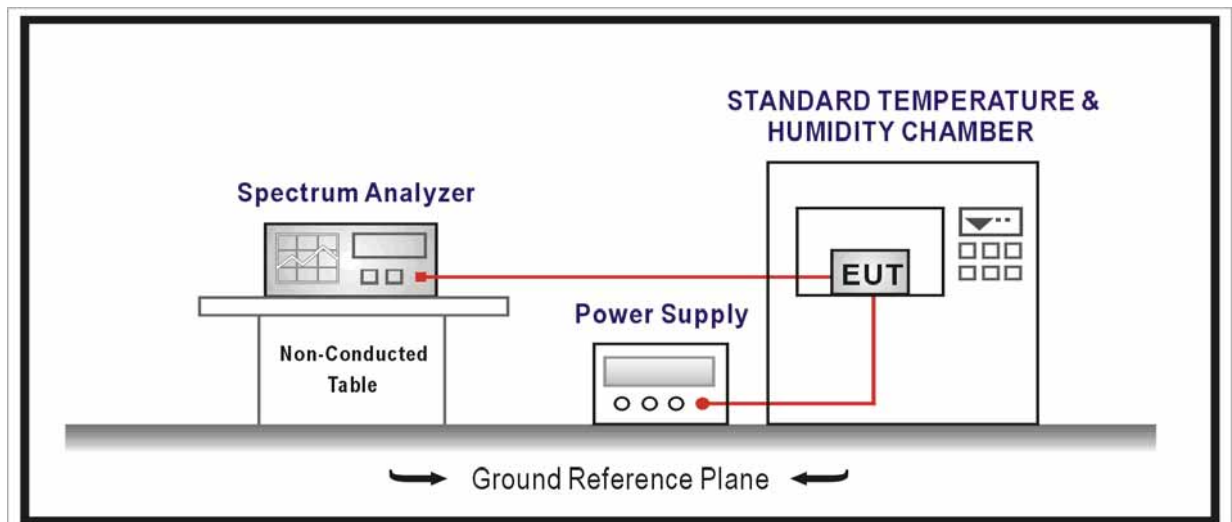 STANDARD TEMPERATURE &
HUMIDITY CHAMBER
Spectrum Analyzer
EUT
Power Supply
Non-Conducted
Table
Ground Reference Plane